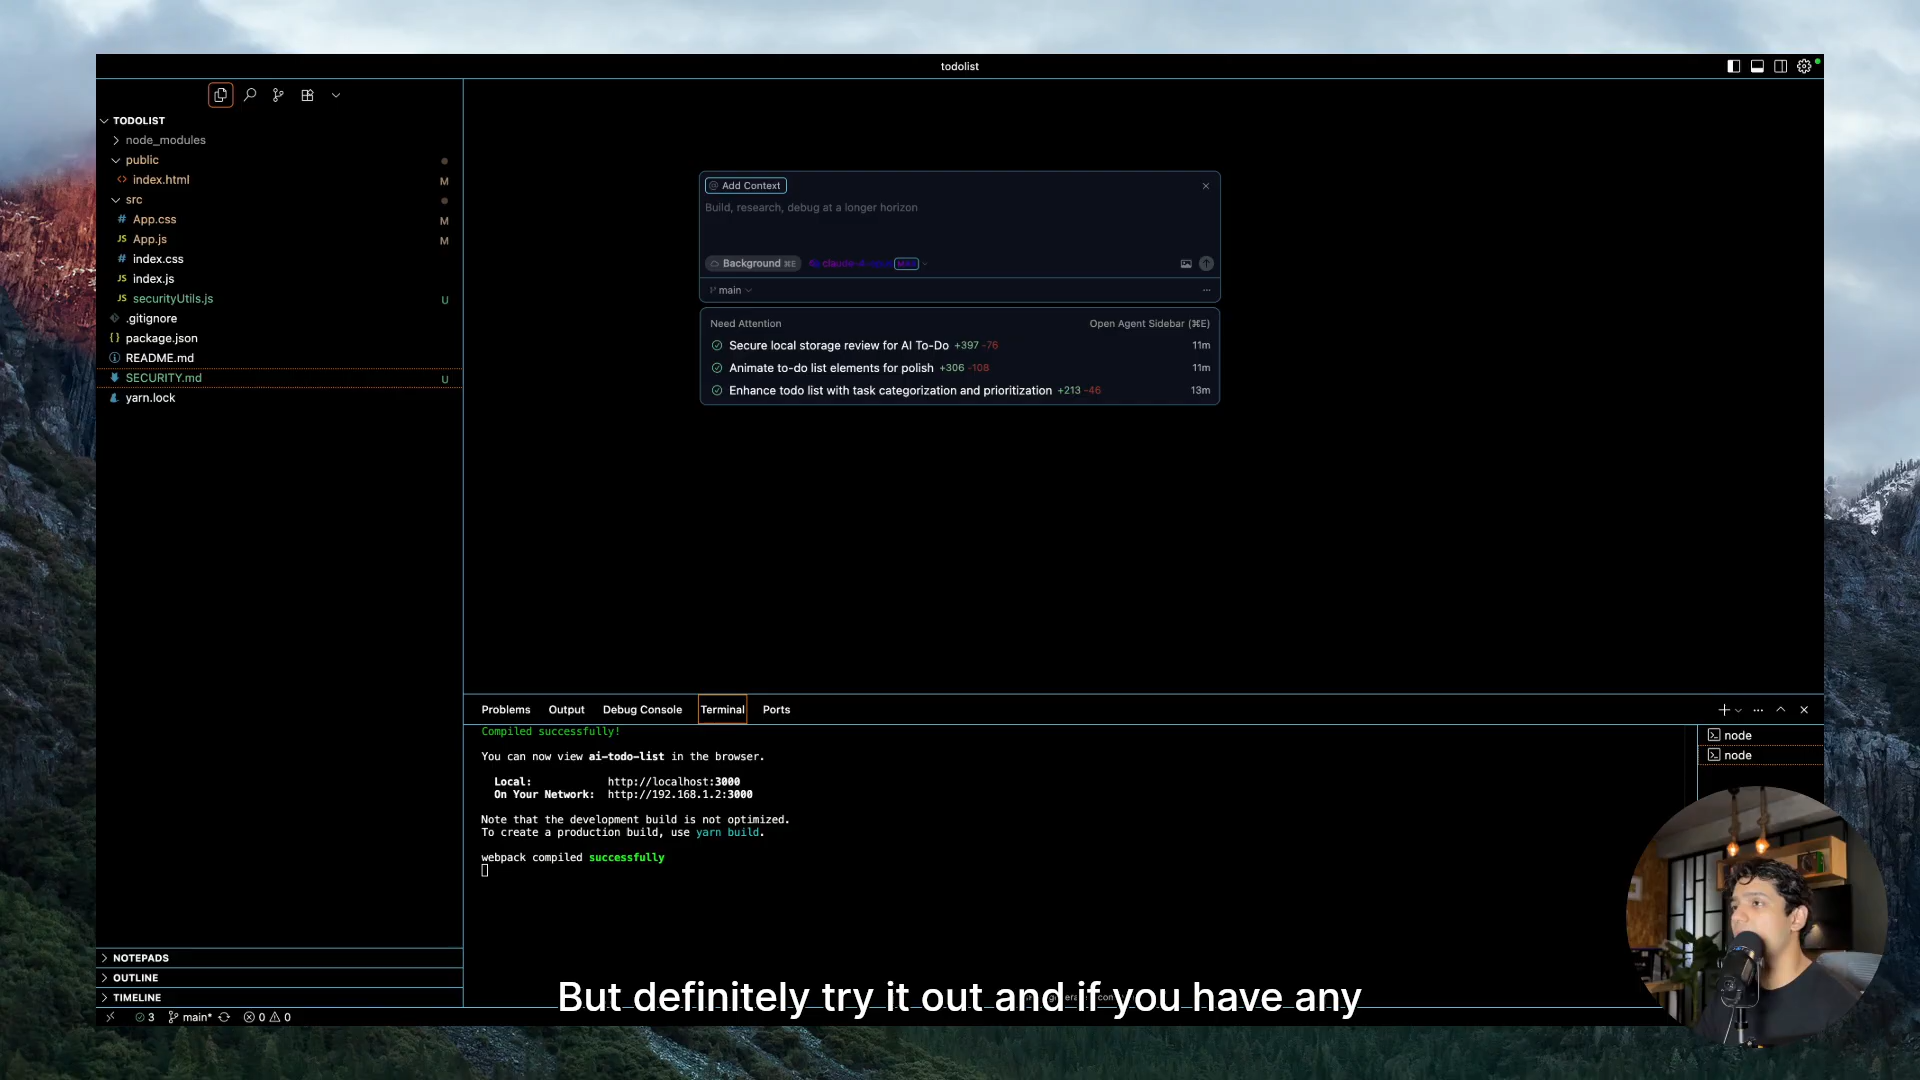 todolist
TODOLIST
node_modules
public
index.html M
src
App.css M
App.js M
index.css
index.js
securityUtils.js U
.gitignore
package.json
README.md
SECURITY.md U
yarn.lock
NOTEPADS
OUTLINE
TIMELINE
3 main* 0 0
@ Add Context
Build, research, debug at a longer horizon
Background ⌘E
main
Need Attention Open Agent Sidebar (⌘E)
Secure local storage review for AI To-Do +397 -76 11m
Animate to-do list elements for polish +306 -108 11m
Enhance todo list with task categorization and prioritization +213 -46 13m
Problems Output Debug Console Terminal Ports
Compiled successfully!
You can now view ai-todo-list in the browser.
Local: http://localhost:3000
On Your Network: http://192.168.1.2:3000
Note that the development build is not optimized.
To create a production build, use yarn build.
webpack compiled successfully
node
node
But definitely try it out and if you have any